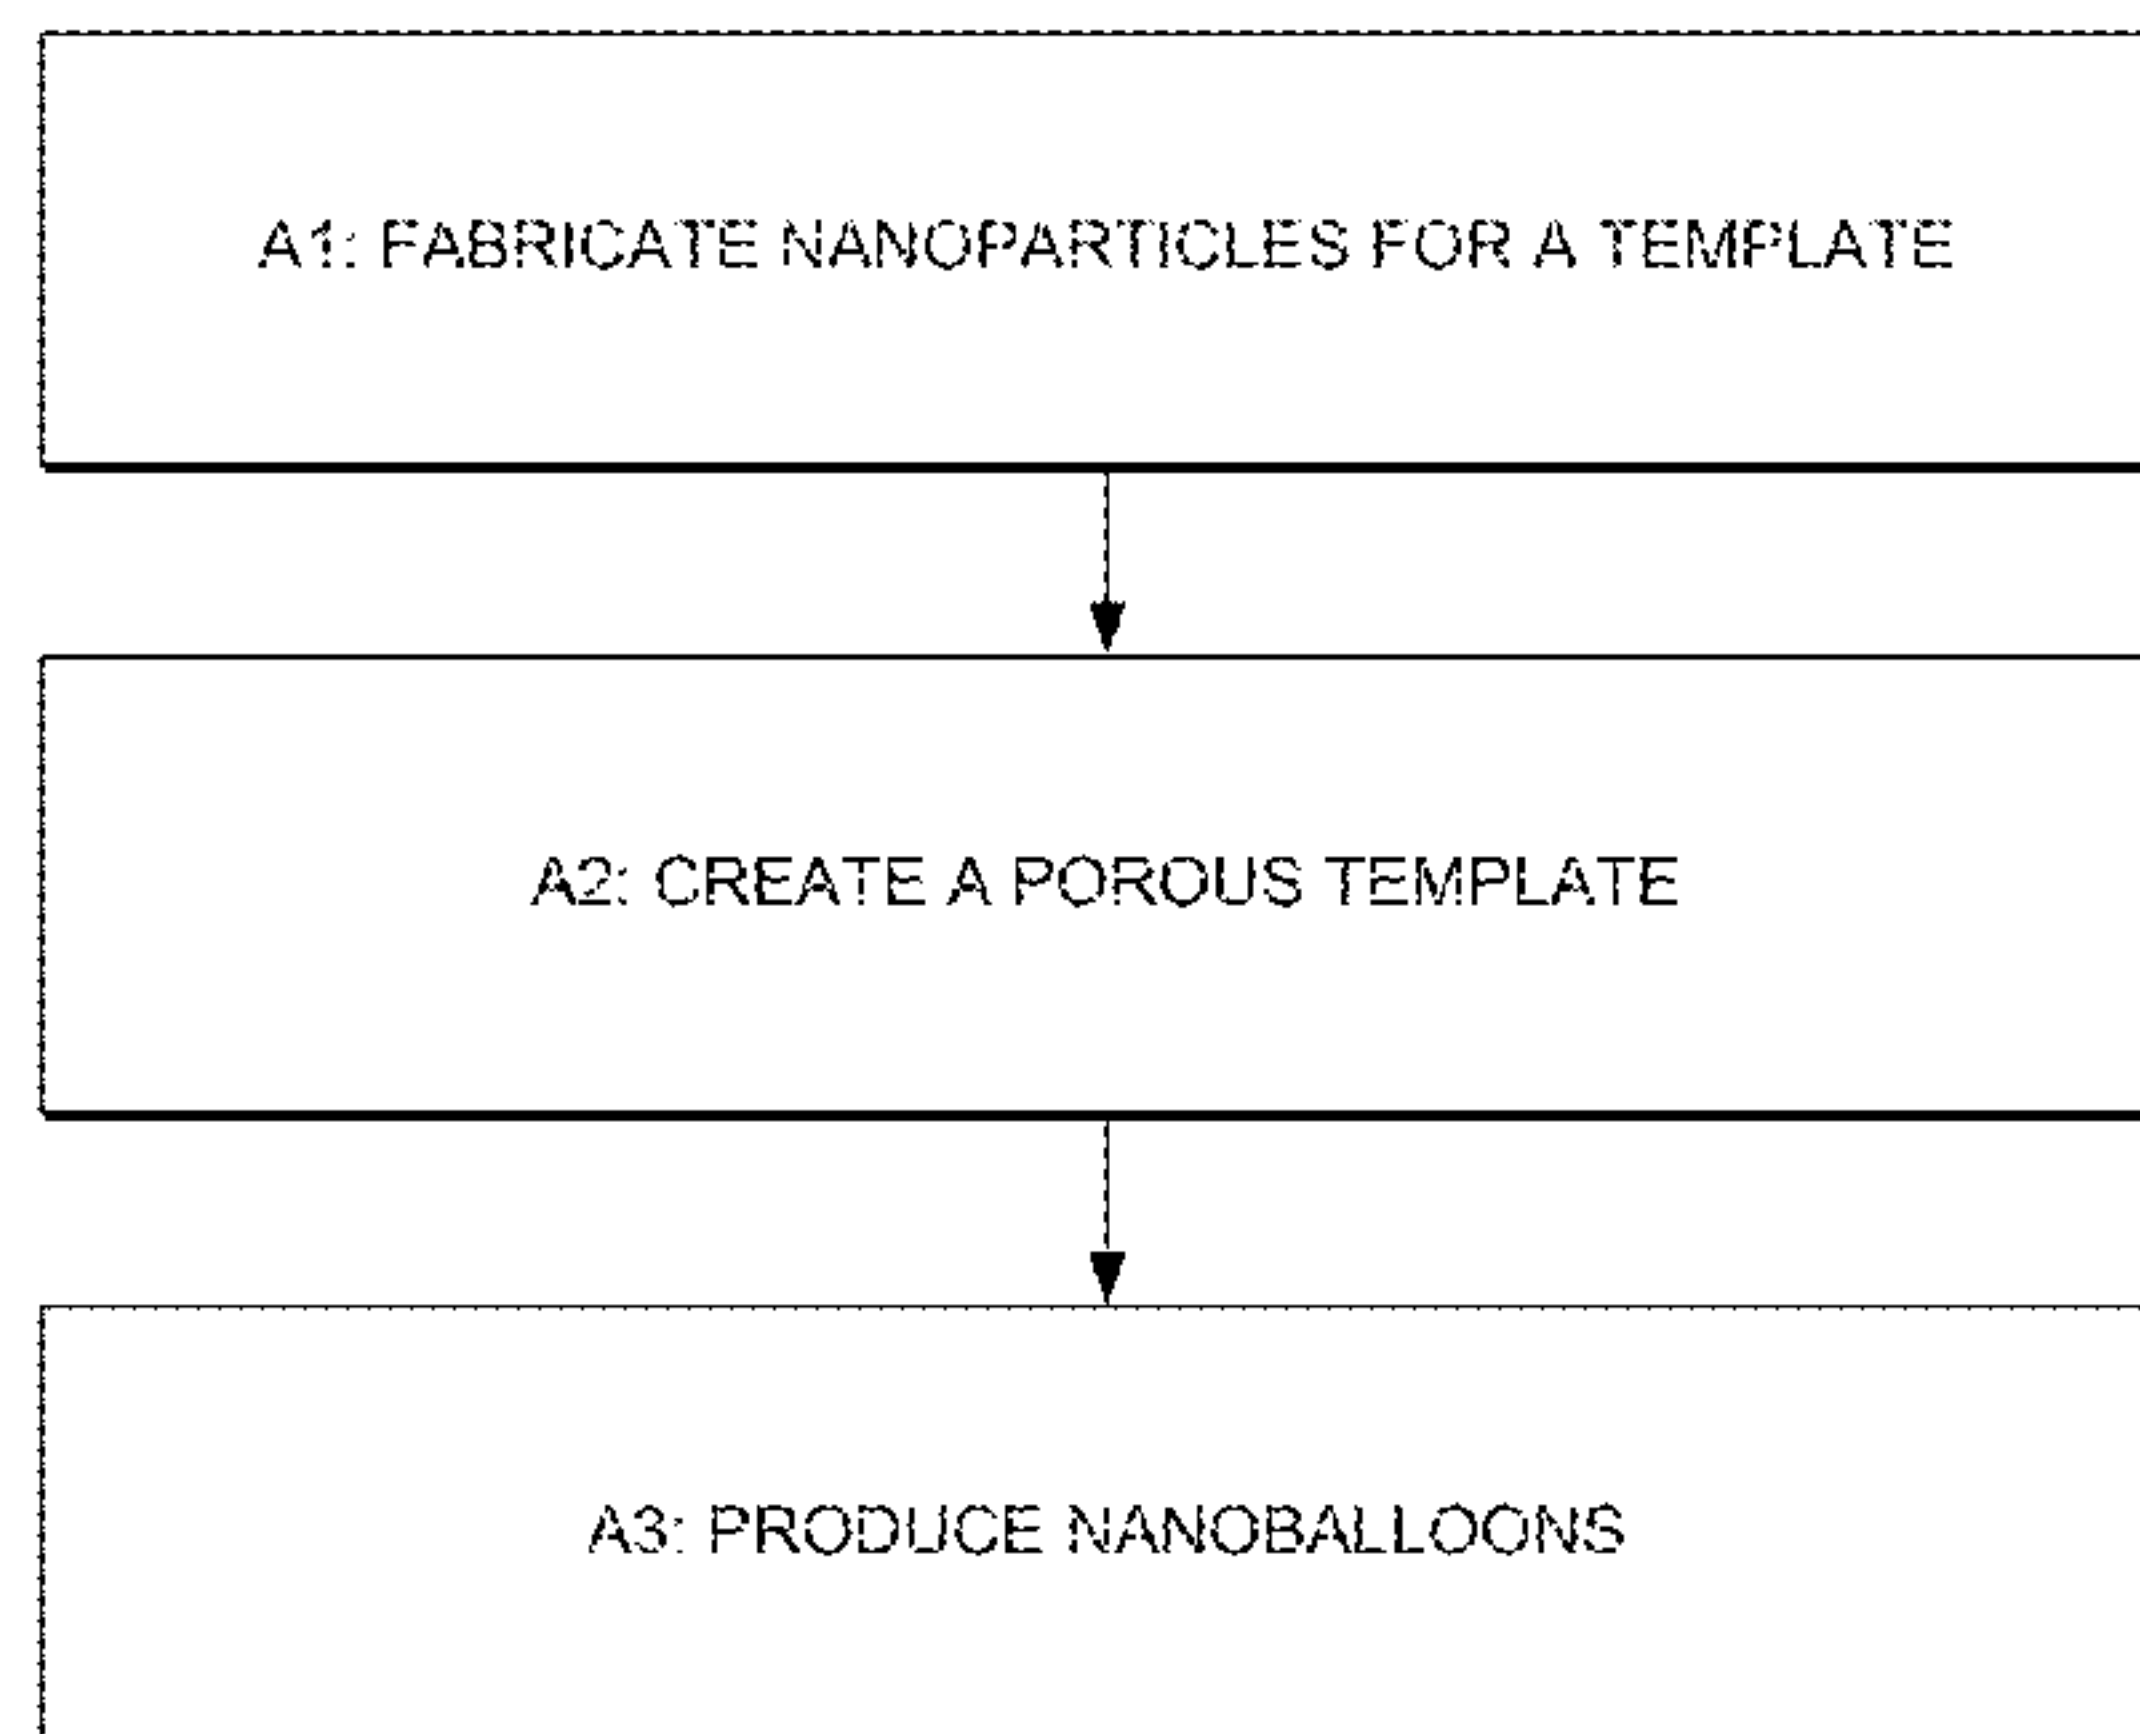 A1: FABRICATE NANOPARTICLES FOR A TEMPLATE
A2: CREATE A POROUS TEMPLATE
A3: PRODUCE NANOBALLOONS